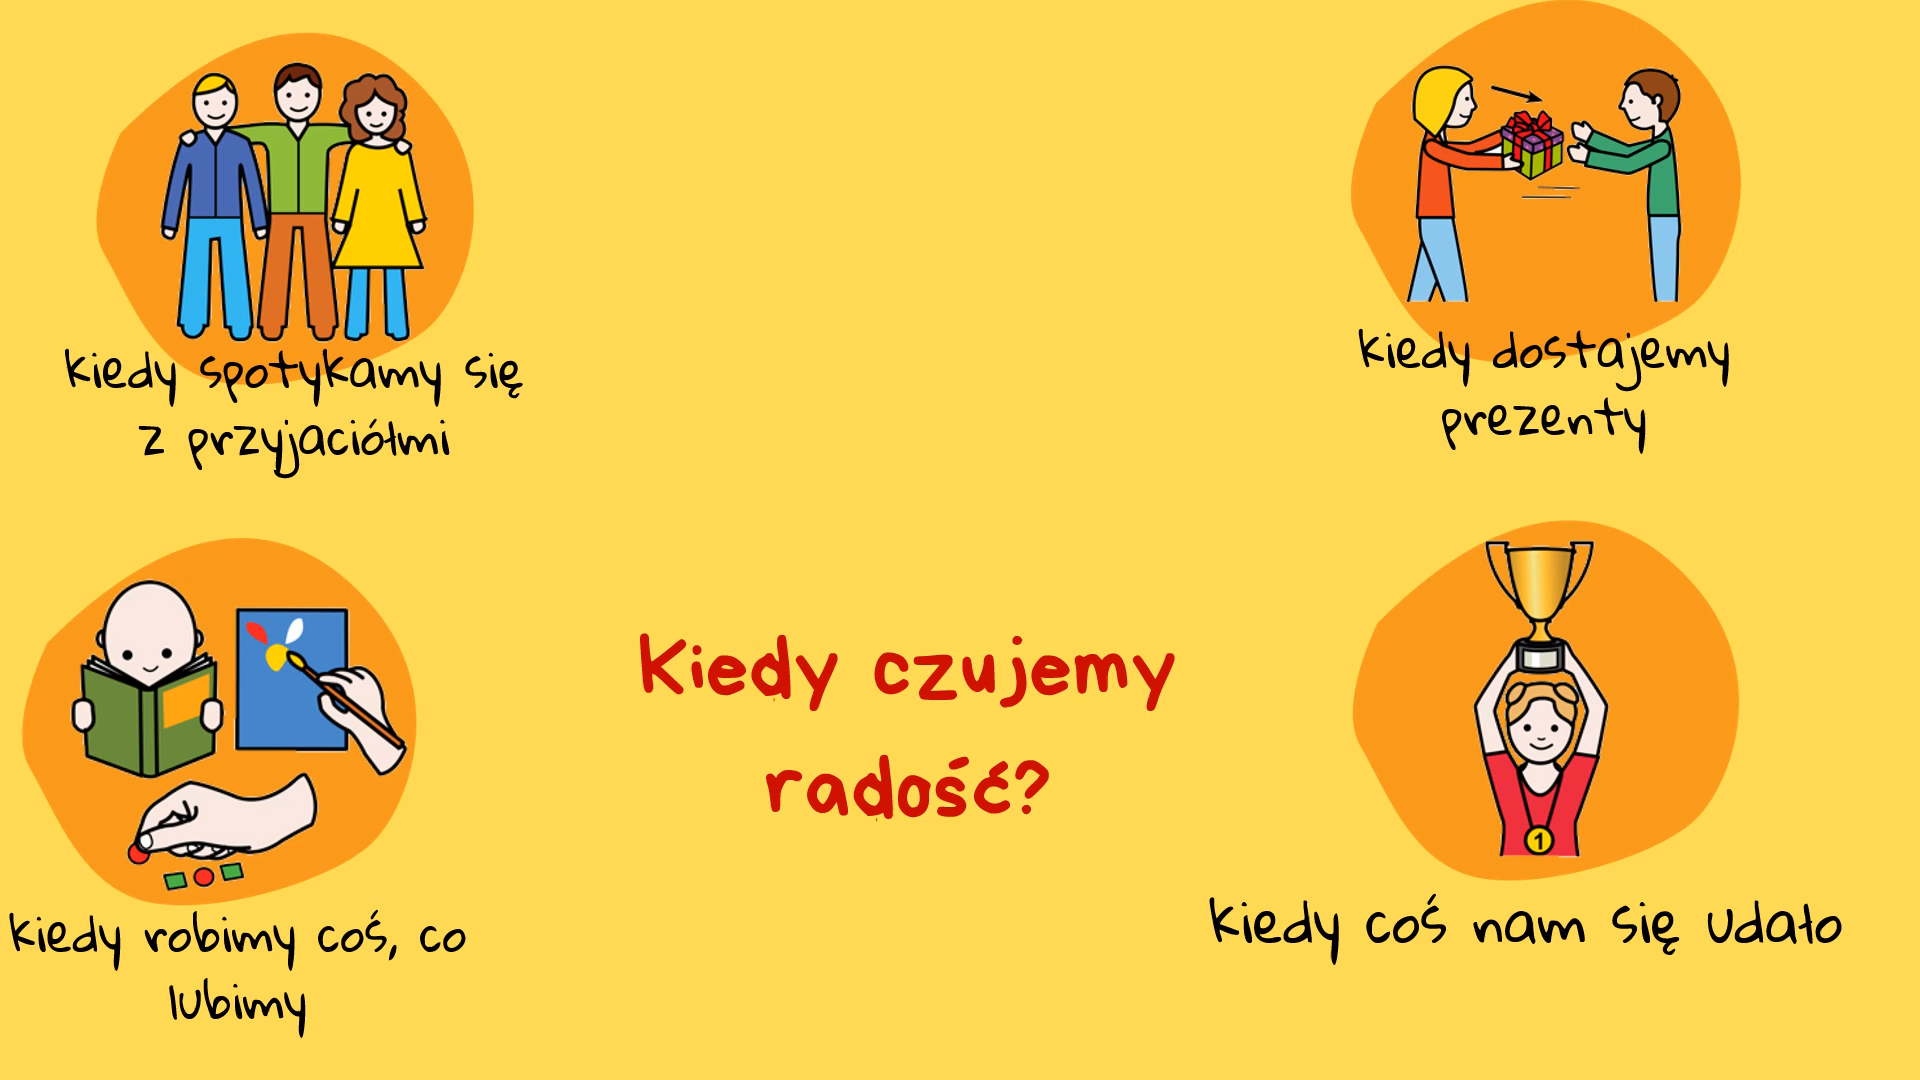 kiedy spotykamy się
z przyjaciółmi
kiedy dostajemy
prezenty
Kiedy czujemy
radość?
1
kiedy robimy coś, co
lubimy
kiedy coś nam się udało